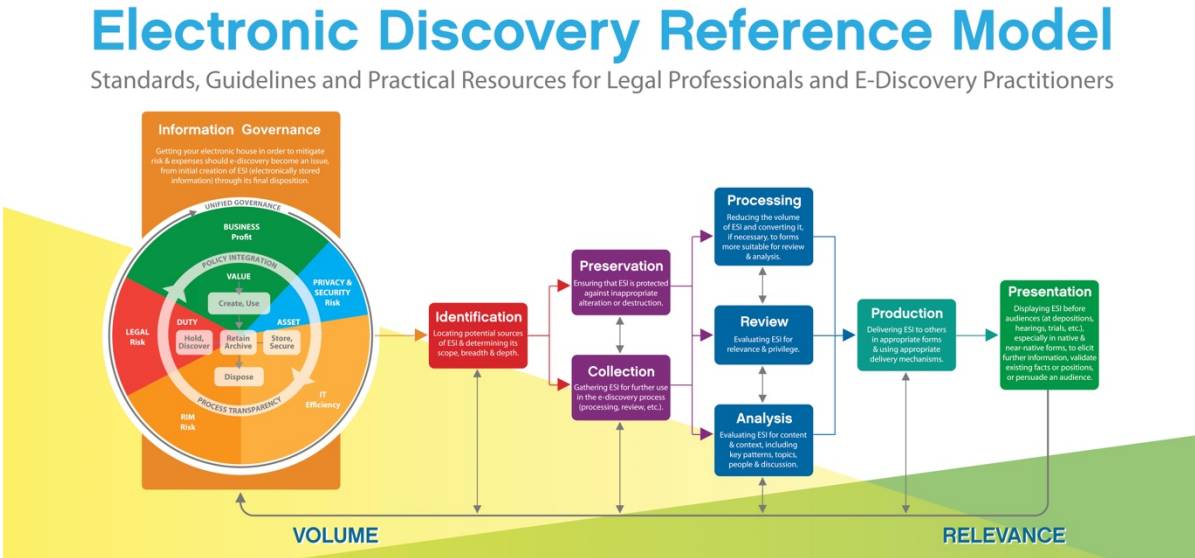 Electronic Discovery Reference Model
Standards, Guidelines and Practical Resources for Legal Professionals and E-Discovery Practitioners
Information Governance
Getting your electronic house in order to mitigate
risk & expenses should e-discovery become an issue,
from initial creation of ESI (electronically stored
information) through its final disposition.
UNIFIED GOVERNANCE
BUSINESS
Profit
POLICY INTEGRATION
VALUE
Create, Use
PRIVACY &
SECURITY
Risk
LEGAL
Risk
DUTY
Hold,
Discover
Retain
Archive
ASSET
Store,
Secure
Dispose
PROCESS TRANSPARENCY
RIM
Risk
IT
Efficiency
Identification
Locating potential sources
of ESI & determining its
scope, breadth & depth.
Preservation
Ensuring that ESI is protected
against inappropriate
alteration or destruction.
Collection
Gathering ESI for further use
in the e-discovery process
(processing, review, etc.).
Processing
Reducing the volume
of ESI and converting it,
if necessary, to forms
more suitable for review
& analysis.
Review
Evaluating ESI for
relevance & privilege.
Analysis
Evaluating ESI for content
& context, including
key patterns, topics,
people & discussion.
Production
Delivering ESI to others
in appropriate forms
& using appropriate
delivery mechanisms.
Presentation
Displaying ESI before
audiences (at depositions,
hearings, trials, etc.),
especially in native &
near-native forms, to elicit
further information, validate
existing facts or positions,
or persuade an audience.
VOLUME
RELEVANCE